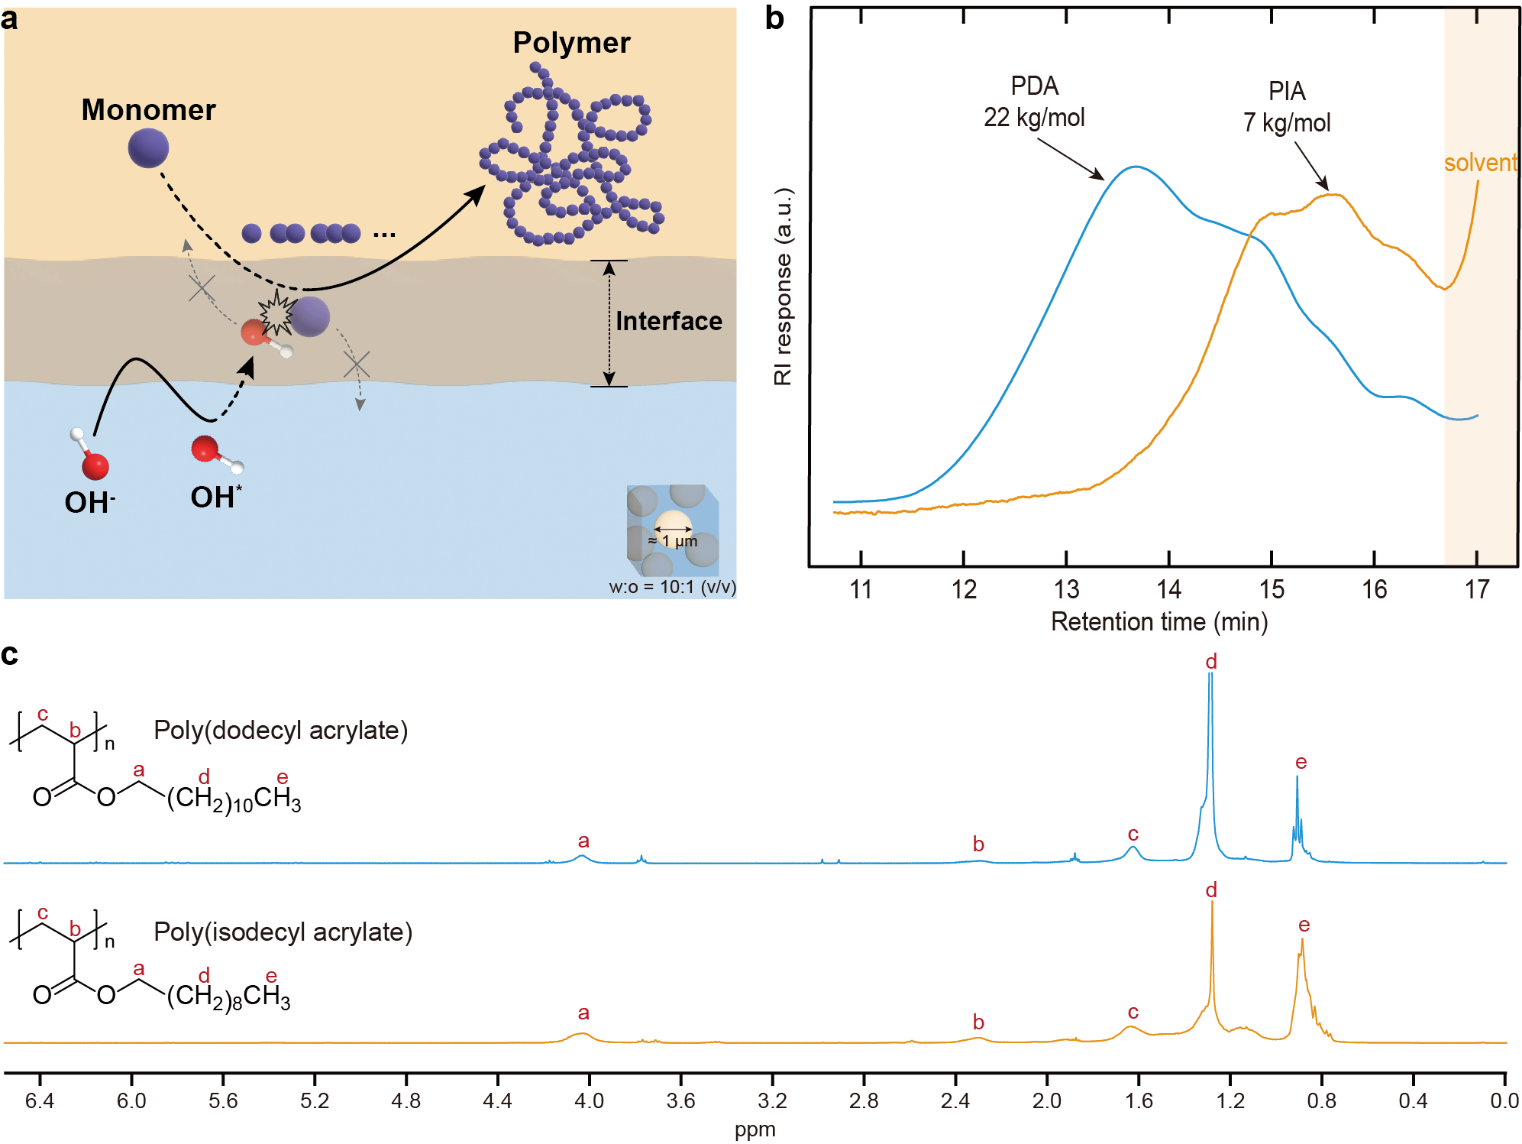 a
Polymer
Monomer
...
Interface
OH-
OH*
≈ 1 μm
w:o = 10:1 (v/v)
b
PDA
22 kg/mol
PIA
7 kg/mol
solvent
RI response (a.u.)
11 12 13 14 15 16 17
Retention time (min)
c
d
c
b
n
Poly(dodecyl acrylate)
a d e
O O (CH2)10CH3
a b c e
d
c
b
n
Poly(isodecyl acrylate)
a d e
O O (CH2)8CH3
a b c e
6.4 6.0 5.6 5.2 4.8 4.4 4.0 3.6 3.2 2.8 2.4 2.0 1.6 1.2 0.8 0.4 0.0
ppm